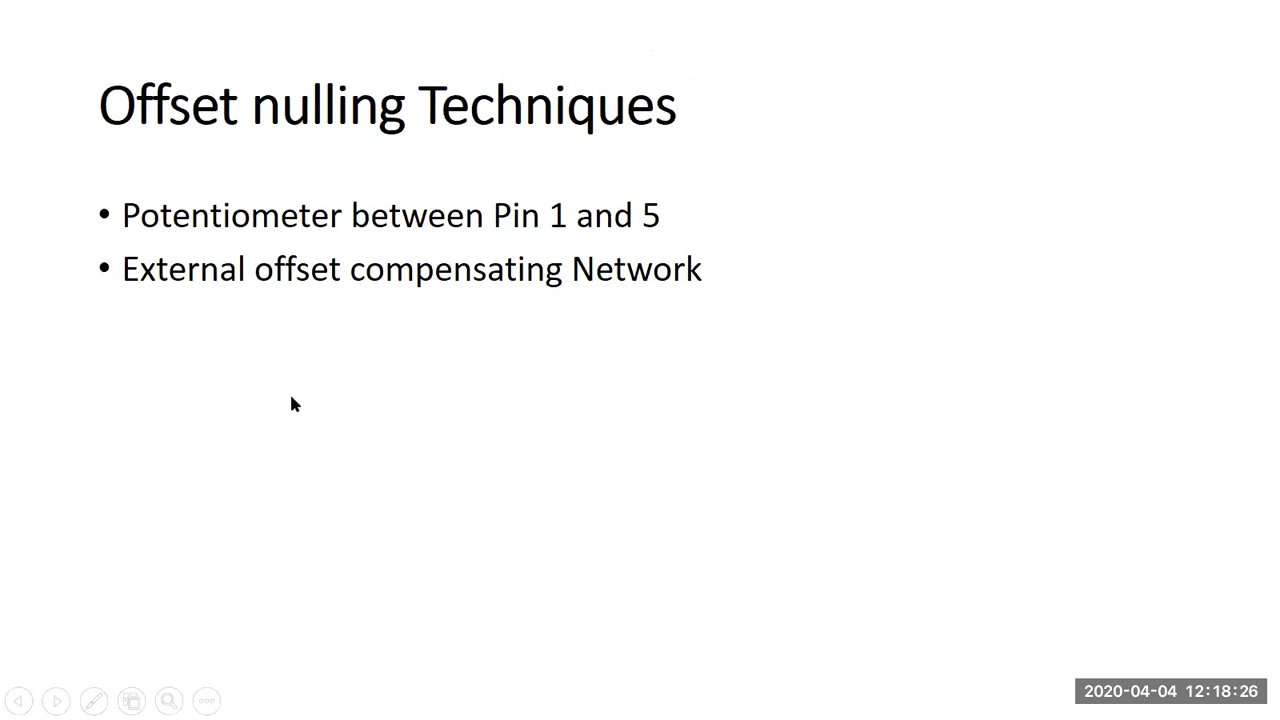 Offset nulling Techniques
• Potentiometer between Pin 1 and 5
• External offset compensating Network
2020-04-04 12:18:26